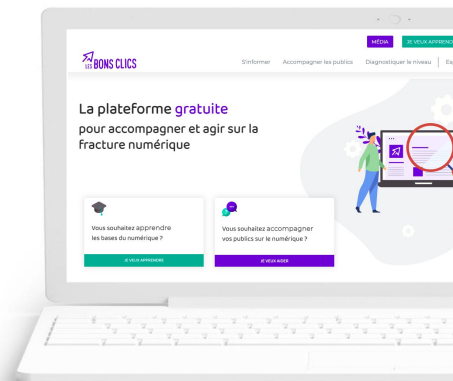 MÉDIA
JE VEUX APPREND
LES BONS CLICS
S'informer
Accompagner les publics
Diagnostiquer le niveau
La plateforme gratuite
pour accompagner et agir sur la
fracture numérique
Vous souhaitez apprendre
les bases du numérique ?
JE VEUX APPRENDRE
Vous souhaitez accompagner
vos publics sur le numérique ?
JE VEUX AIDER